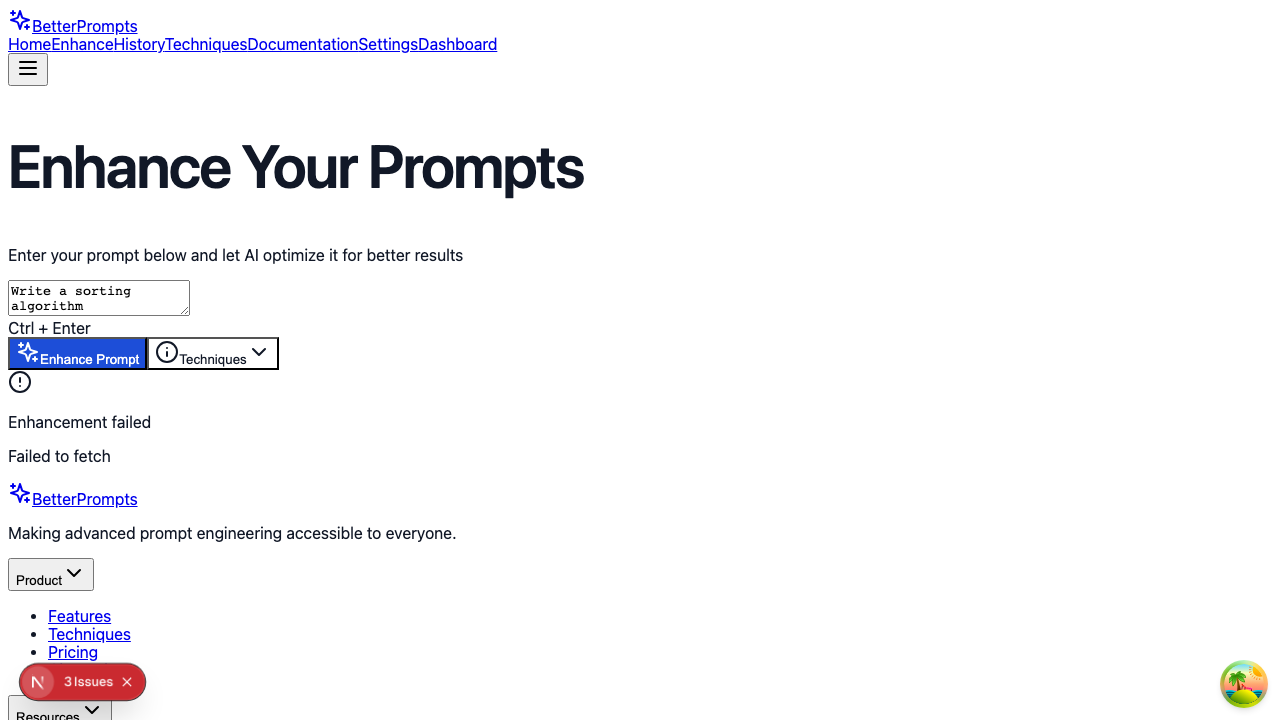 BetterPrompts
HomeEnhanceHistoryTechniquesDocumentationSettingsDashboard
Enhance Your Prompts
Enter your prompt below and let AI optimize it for better results
Write a sorting
algorithm
Ctrl + Enter
Enhance Prompt Techniques
Enhancement failed
Failed to fetch
BetterPrompts
Making advanced prompt engineering accessible to everyone.
Product
Features
Techniques
Pricing
N 3 Issues
Resources